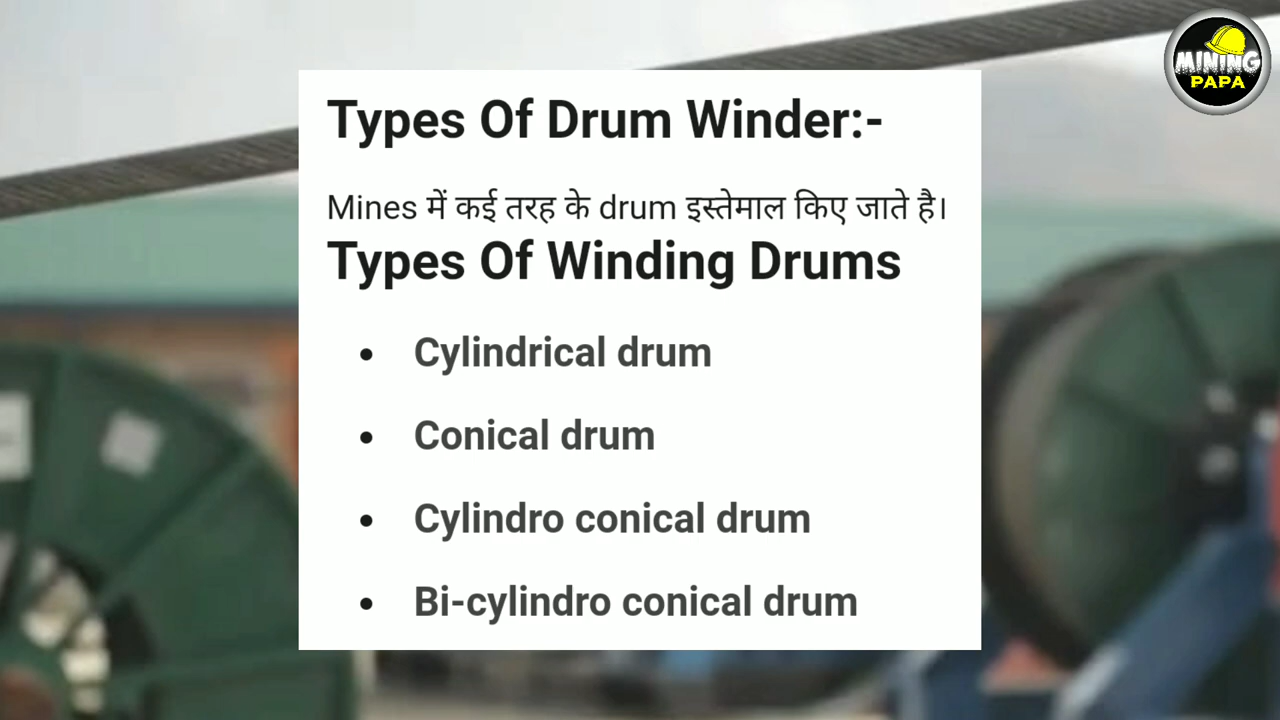 MINING
PAPA
Types Of Drum Winder:-
Mines में कई तरह के drum इस्तेमाल किए जाते है।
Types Of Winding Drums
• Cylindrical drum
• Conical drum
• Cylindro conical drum
• Bi-cylindro conical drum